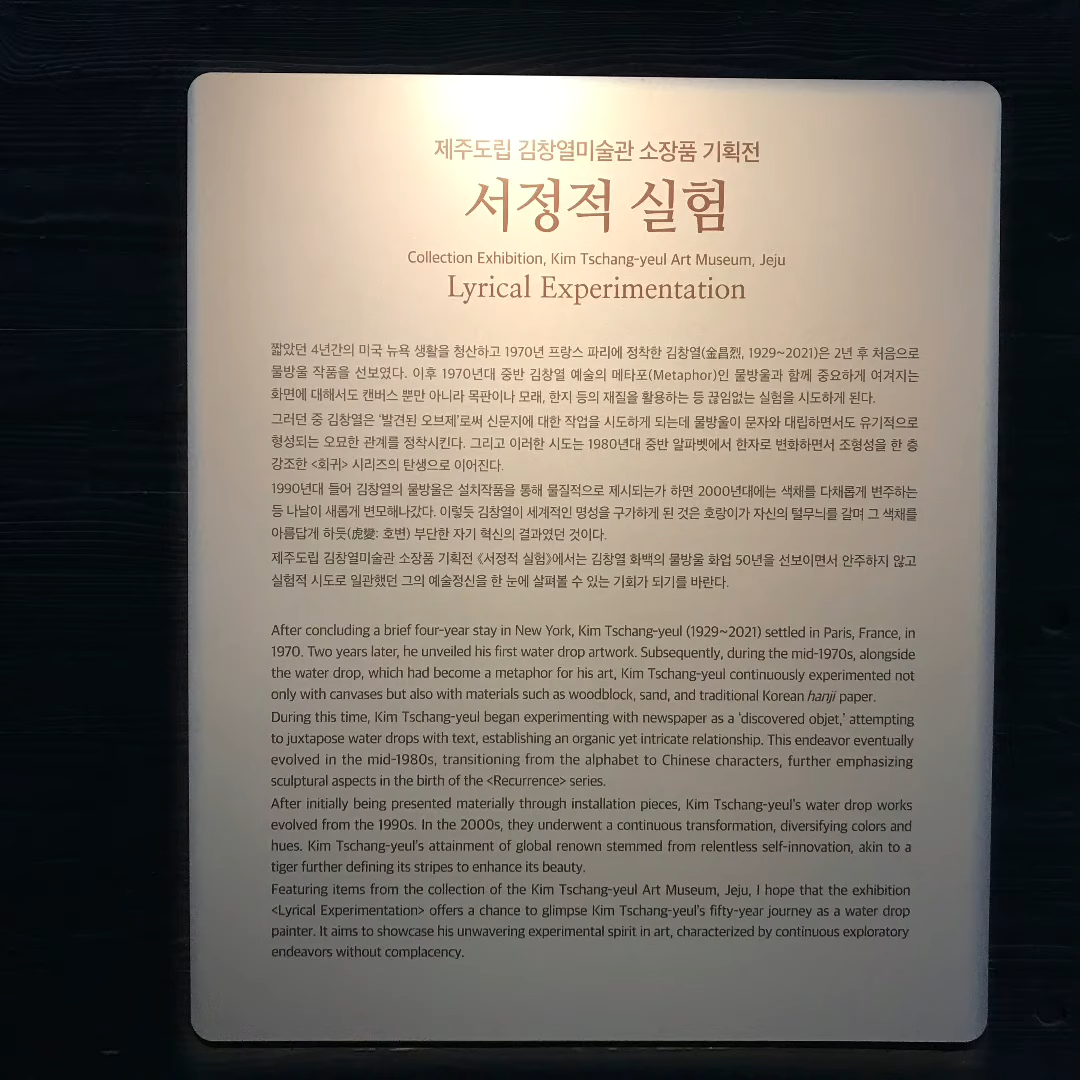 제주도립 김창열미술관 소장품 기획전
서정적 실험
Collection Exhibition, Kim Tschang-yeul Art Museum, Jeju
Lyrical Experimentation
짧았던 4년간의 미국 뉴욕 생활을 청산하고 1970년 프랑스 파리에 정착한 김창열(金昌烈, 1929~2021)은 2년 후 처음으로
물방울 작품을 선보였다. 이후 1970년대 중반 김창열 예술의 메타포(Metaphor)인 물방울과 함께 중요하게 여겨지는
화면에 대해서도 캔버스 뿐만 아니라 목판이나 모래, 한지 등의 재질을 활용하는 등 끊임없는 실험을 시도하게 된다.
그러던 중 김창열은 '발견된 오브제'로써 신문지에 대한 작업을 시도하게 되는데 물방울이 문자와 대립하면서도 유기적으로
형성되는 오묘한 관계를 정착시킨다. 그리고 이러한 시도는 1980년대 중반 알파벳에서 한자로 변화하면서 조형성을 한 층
강조한 <회귀> 시리즈의 탄생으로 이어진다.
1990년대 들어 김창열의 물방울은 설치작품을 통해 물질적으로 제시되는가 하면 2000년대에는 색채를 다채롭게 변주하는
등 나날이 새롭게 변모해나갔다. 이렇듯 김창열이 세계적인 명성을 구가하게 된 것은 호랑이가 자신의 털무늬를 갈며 그 색채를
아름답게 하듯(虎變: 호변) 부단한 자기 혁신의 결과였던 것이다.
제주도립 김창열미술관 소장품 기획전 《서정적 실험》에서는 김창열 화백의 물방울 화업 50년을 선보이면서 안주하지 않고
실험적 시도로 일관했던 그의 예술정신을 한 눈에 살펴볼 수 있는 기회가 되기를 바란다.
After concluding a brief four-year stay in New York, Kim Tschang-yeul (1929~2021) settled in Paris, France, in
1970. Two years later, he unveiled his first water drop artwork. Subsequently, during the mid-1970s, alongside
the water drop, which had become a metaphor for his art, Kim Tschang-yeul continuously experimented not
only with canvases but also with materials such as woodblock, sand, and traditional Korean hanji paper.
During this time, Kim Tschang-yeul began experimenting with newspaper as a 'discovered objet,' attempting
to juxtapose water drops with text, establishing an organic yet intricate relationship. This endeavor eventually
evolved in the mid-1980s, transitioning from the alphabet to Chinese characters, further emphasizing
sculptural aspects in the birth of the <Recurrence> series.
After initially being presented materially through installation pieces, Kim Tschang-yeul's water drop works
evolved from the 1990s. In the 2000s, they underwent a continuous transformation, diversifying colors and
hues. Kim Tschang-yeul's attainment of global renown stemmed from relentless self-innovation, akin to a
tiger further defining its stripes to enhance its beauty.
Featuring items from the collection of the Kim Tschang-yeul Art Museum, Jeju, I hope that the exhibition
<Lyrical Experimentation> offers a chance to glimpse Kim Tschang-yeul's fifty-year journey as a water drop
painter. It aims to showcase his unwavering experimental spirit in art, characterized by continuous exploratory
endeavors without complacency.